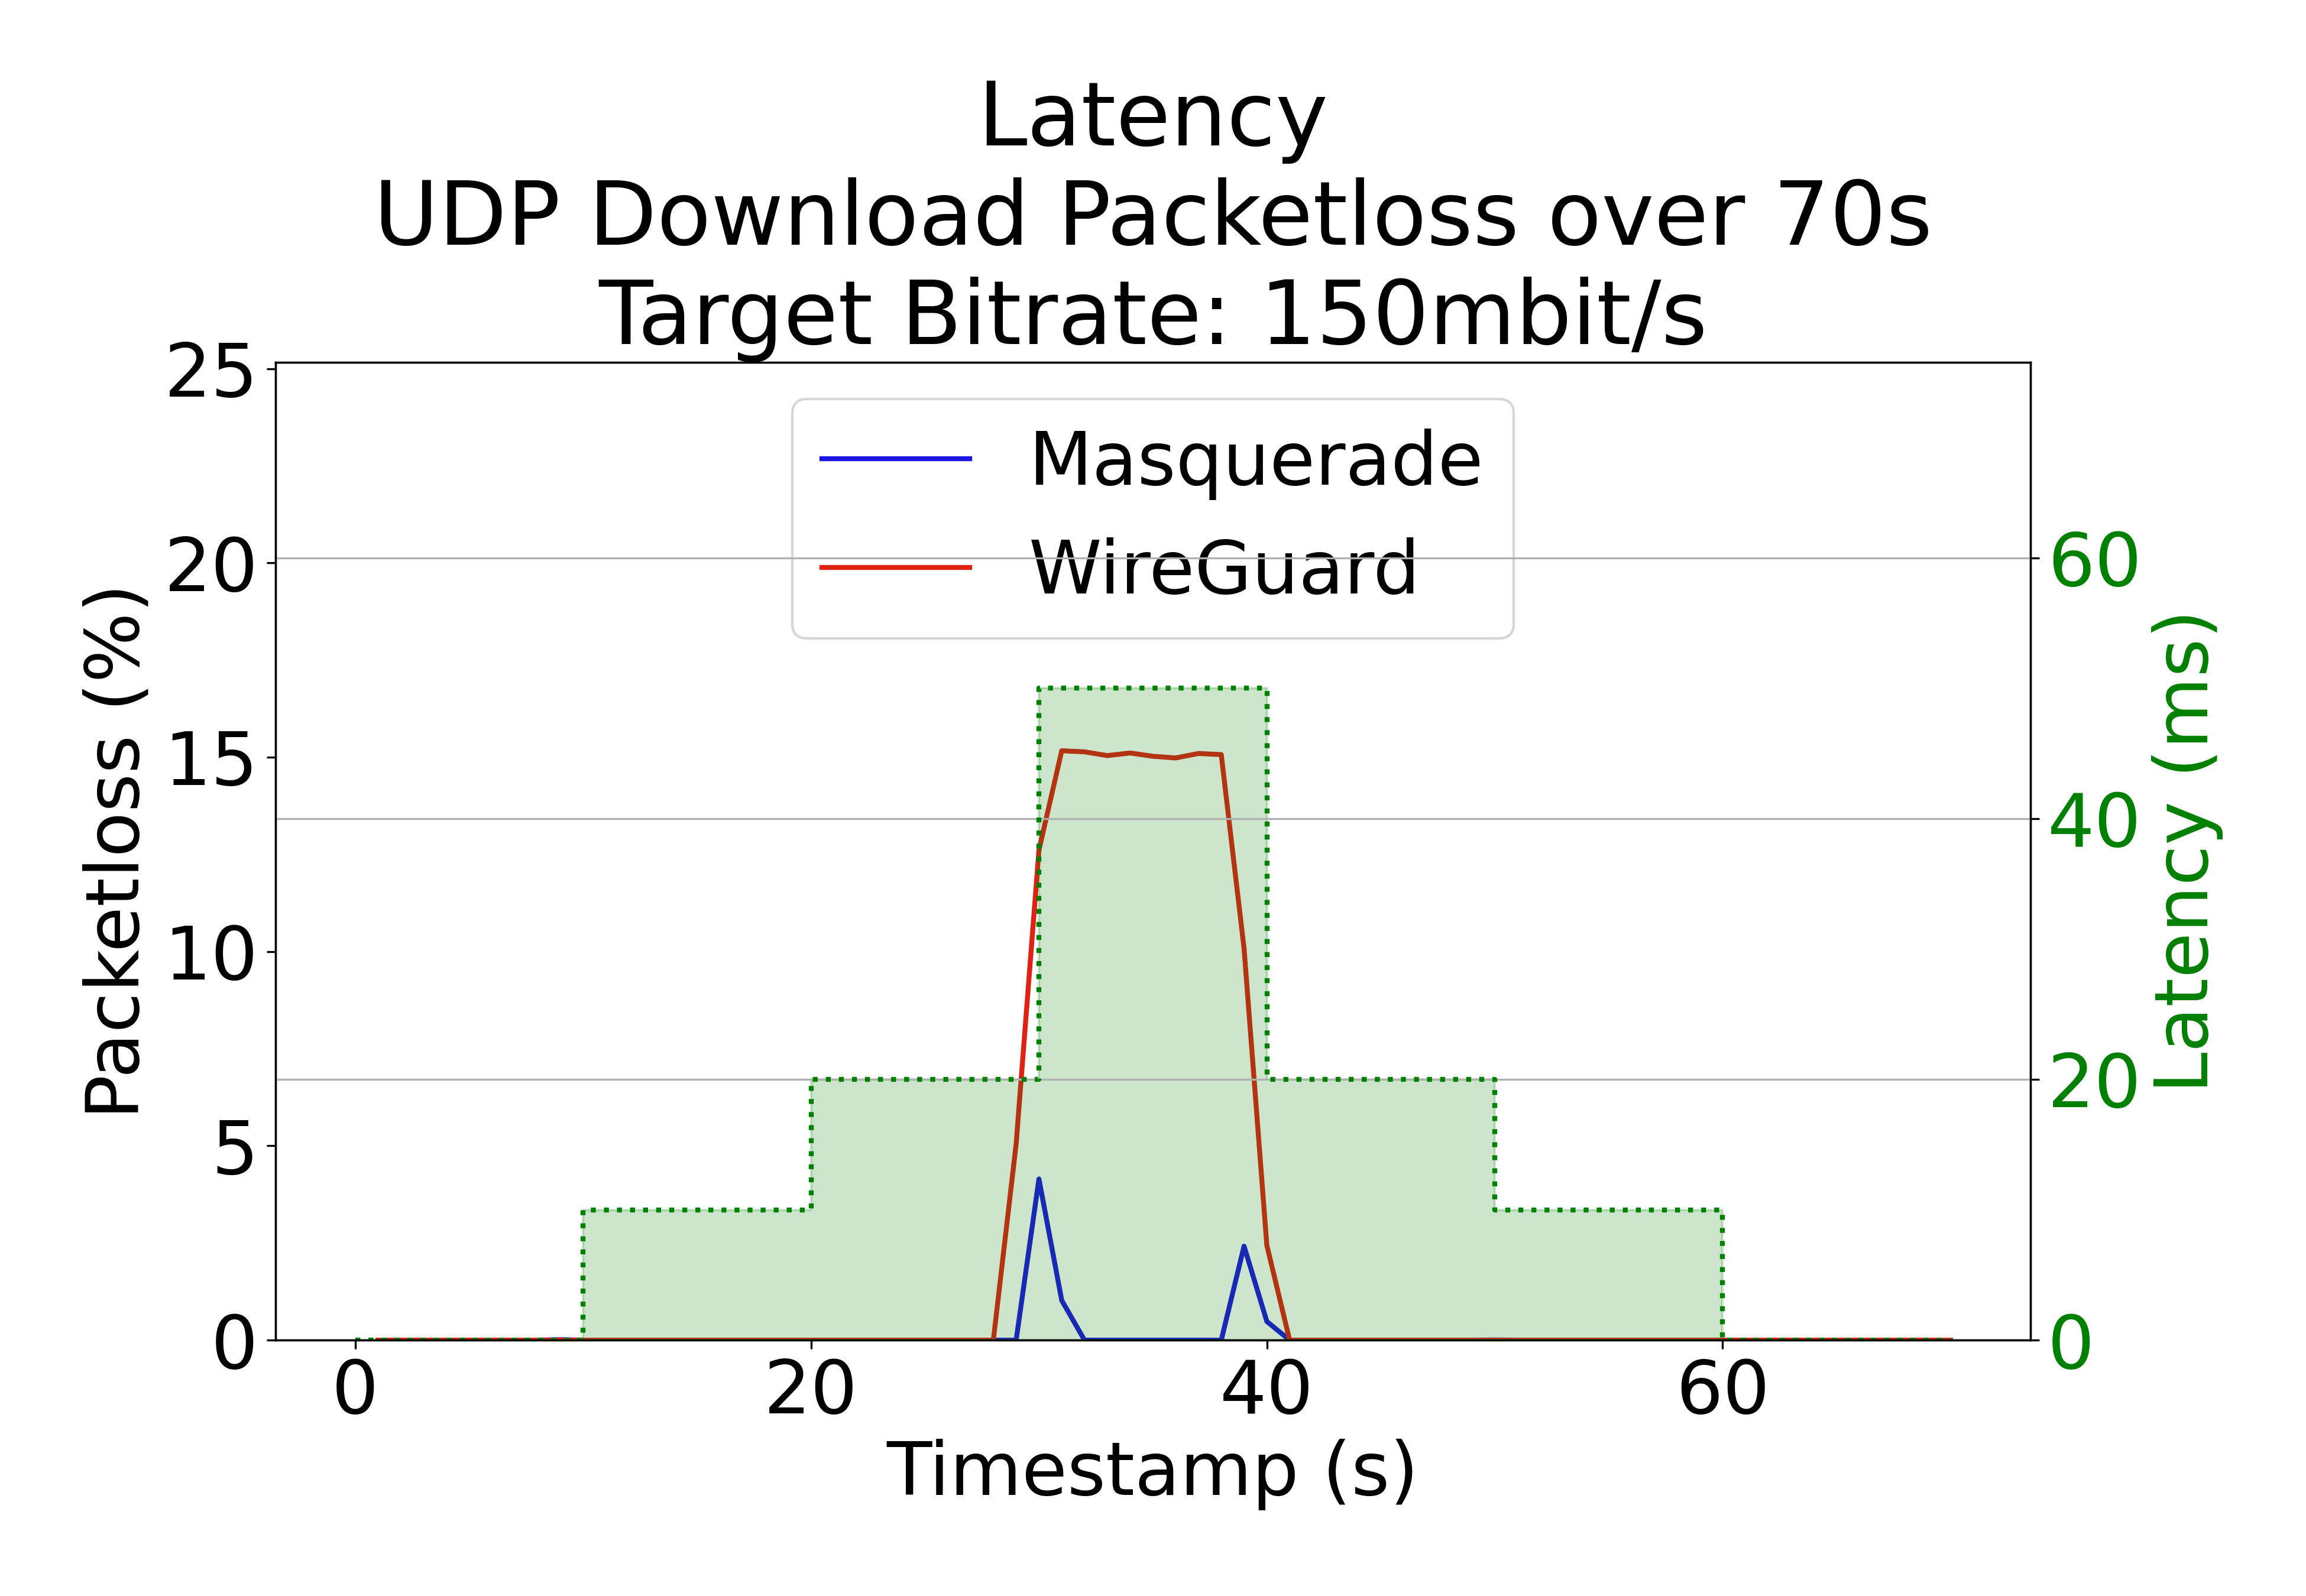 Latency
UDP Download Packetloss over 70s
Target Bitrate: 150mbit/s
Masquerade
WireGuard
Packetloss (%)
25
20
15
10
5
0
60
40
20
0
Latency (ms)
0 20 40 60
Timestamp (s)